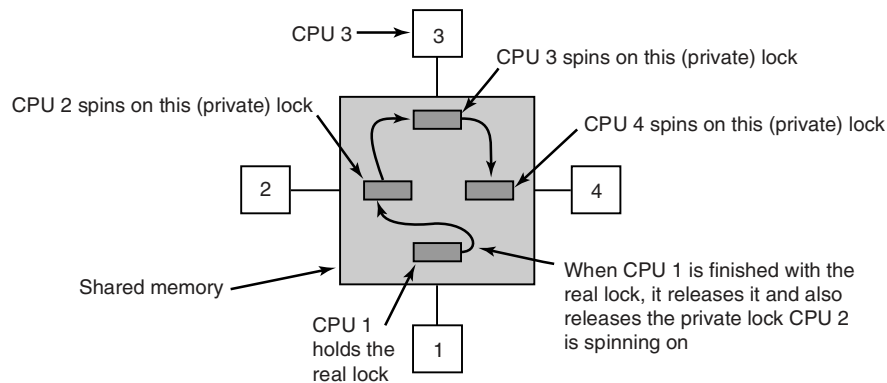 CPU 3
3
CPU 3 spins on this (private) lock
CPU 2 spins on this (private) lock
CPU 4 spins on this (private) lock
2
4
Shared memory
When CPU 1 is finished with the
real lock, it releases it and also
releases the private lock CPU 2
is spinning on
CPU 1
holds the
real lock
1